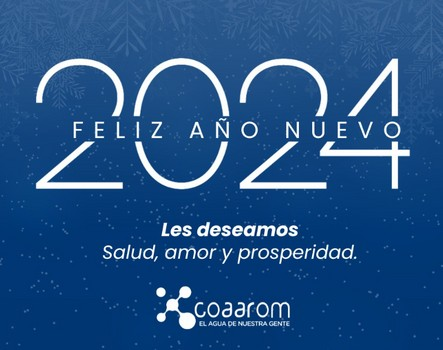 2024
FELIZ AÑO NUEVO
Les deseamos
Salud, amor y prosperidad.
coaarom
EL AGUA DE NUESTRA GENTE